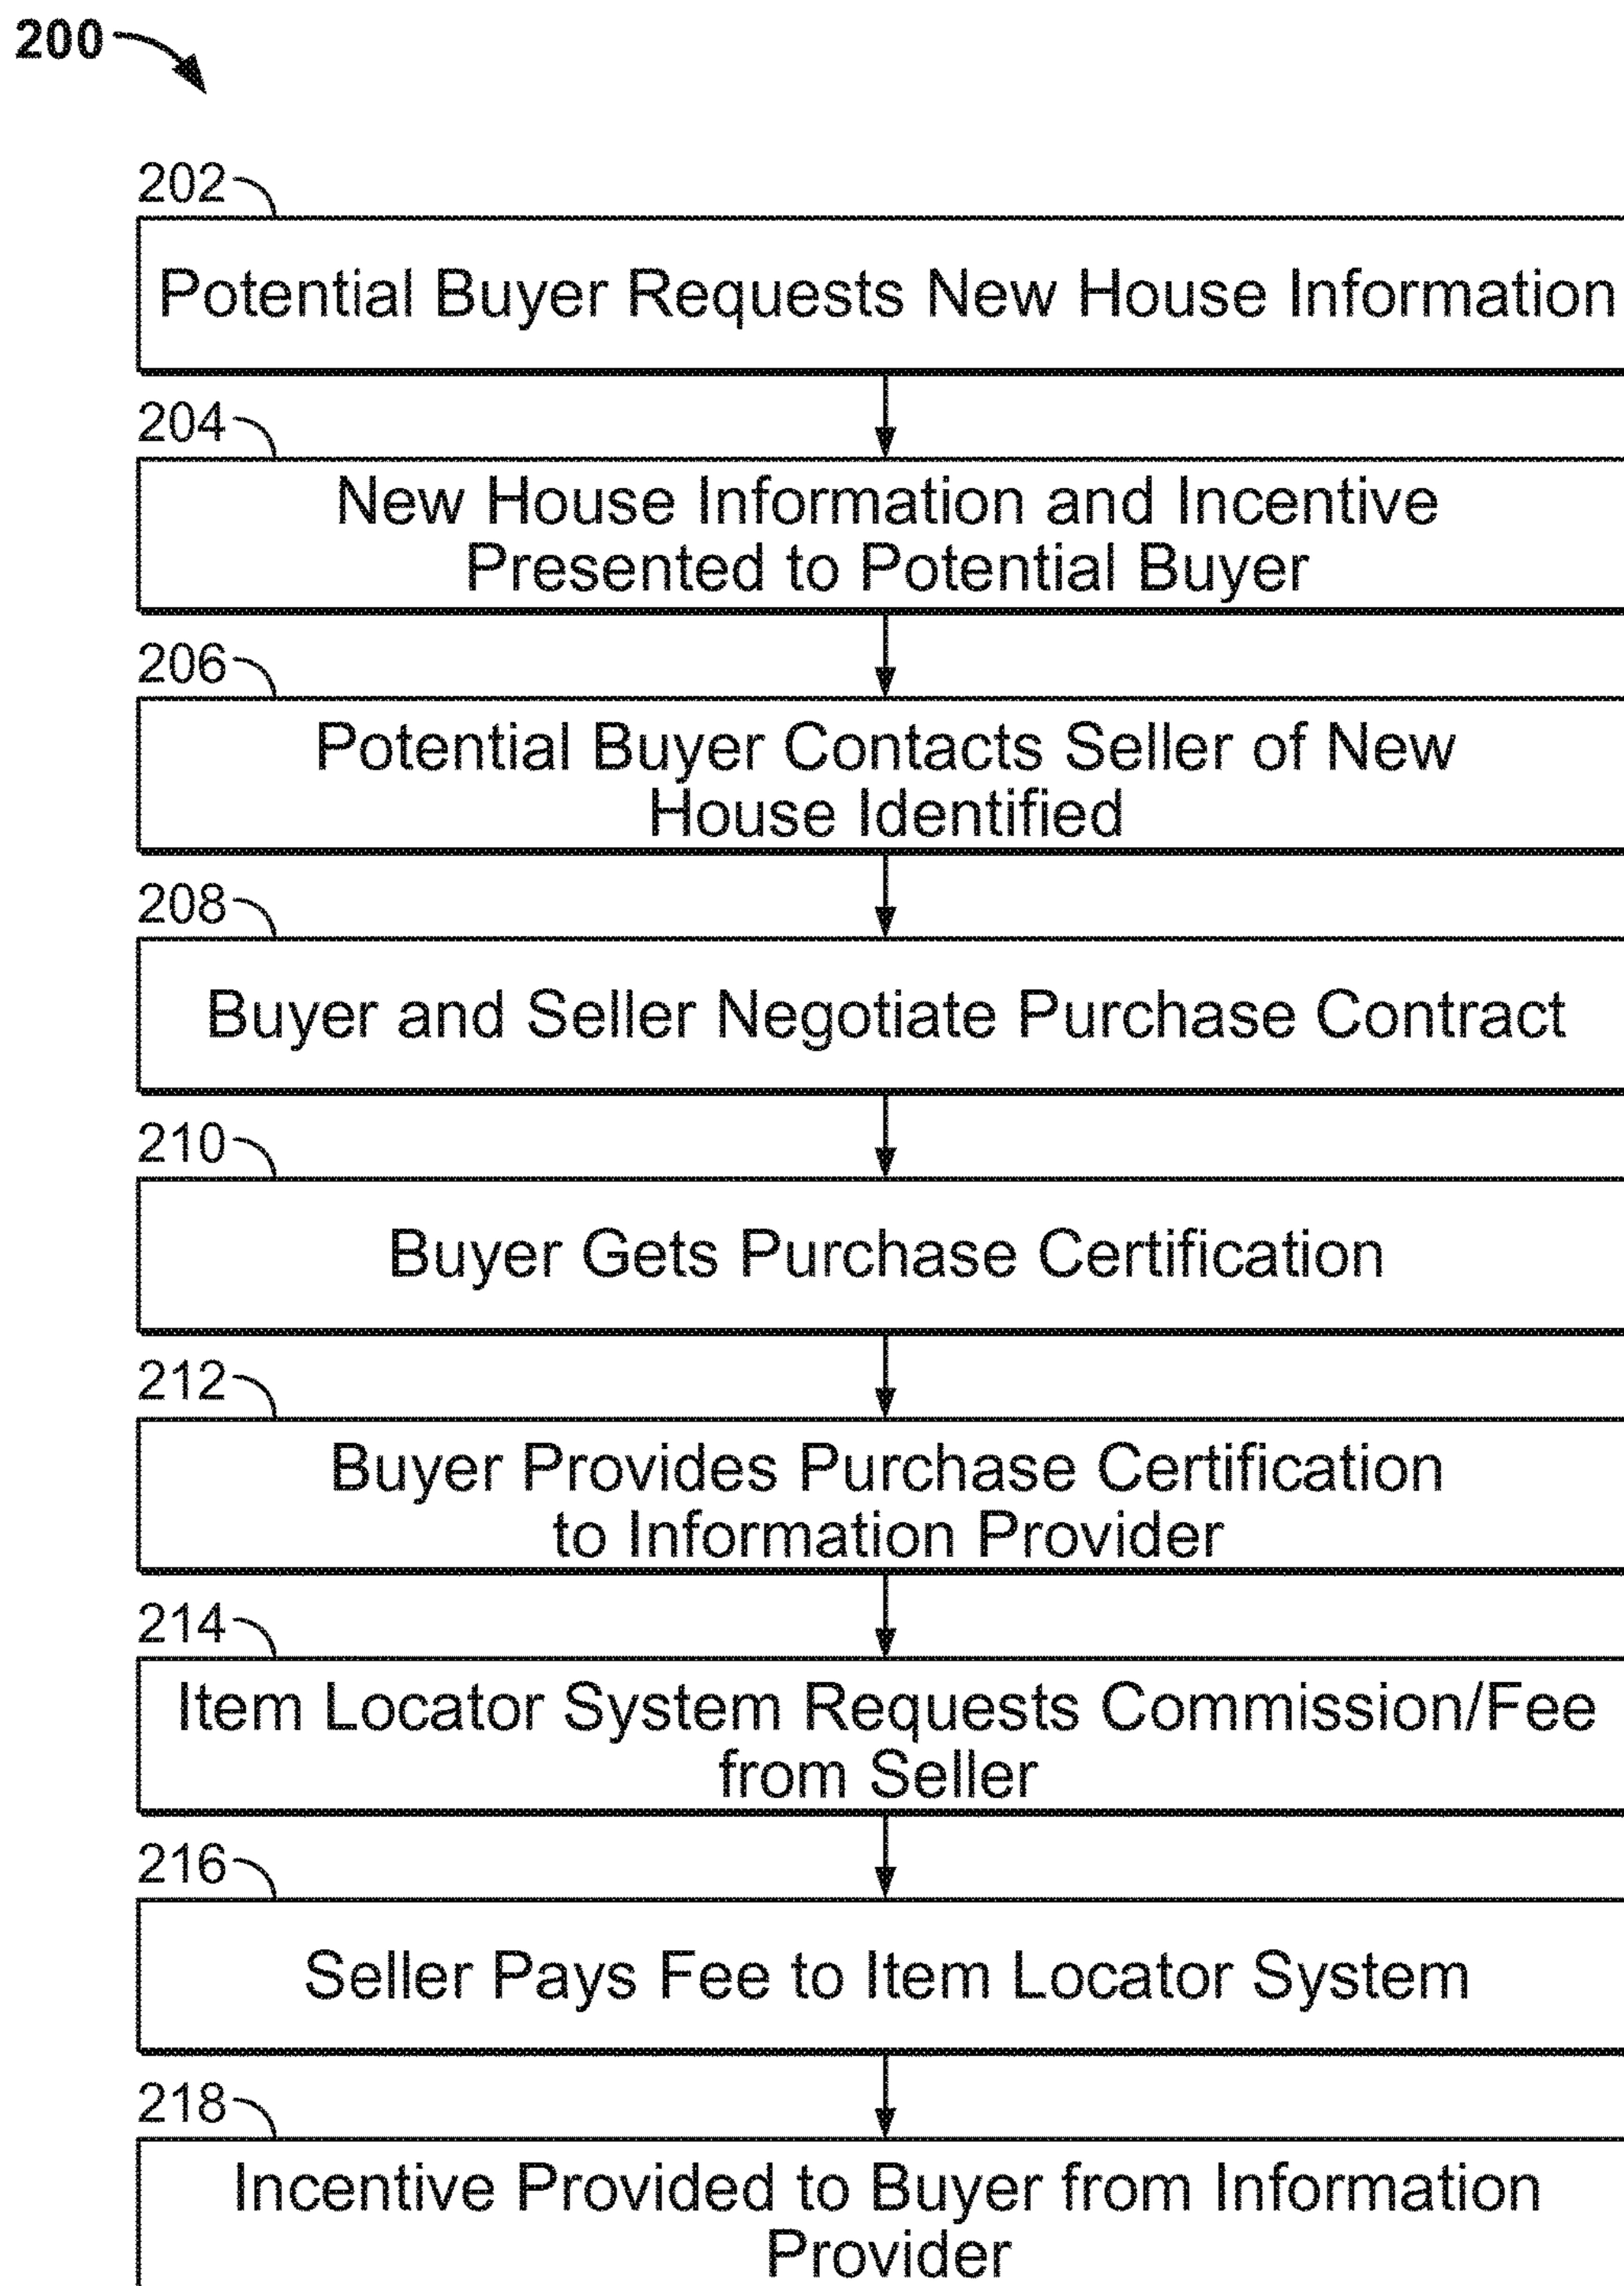 200
202
Potential Buyer Requests New House Information
204
New House Information and Incentive
Presented to Potential Buyer
206
Potential Buyer Contacts Seller of New
House Identified
208
Buyer and Seller Negotiate Purchase Contract
210
Buyer Gets Purchase Certification
212
Buyer Provides Purchase Certification
to Information Provider
214
Item Locator System Requests Commission/Fee
from Seller
216
Seller Pays Fee to Item Locator System
218
Incentive Provided to Buyer from Information
Provider